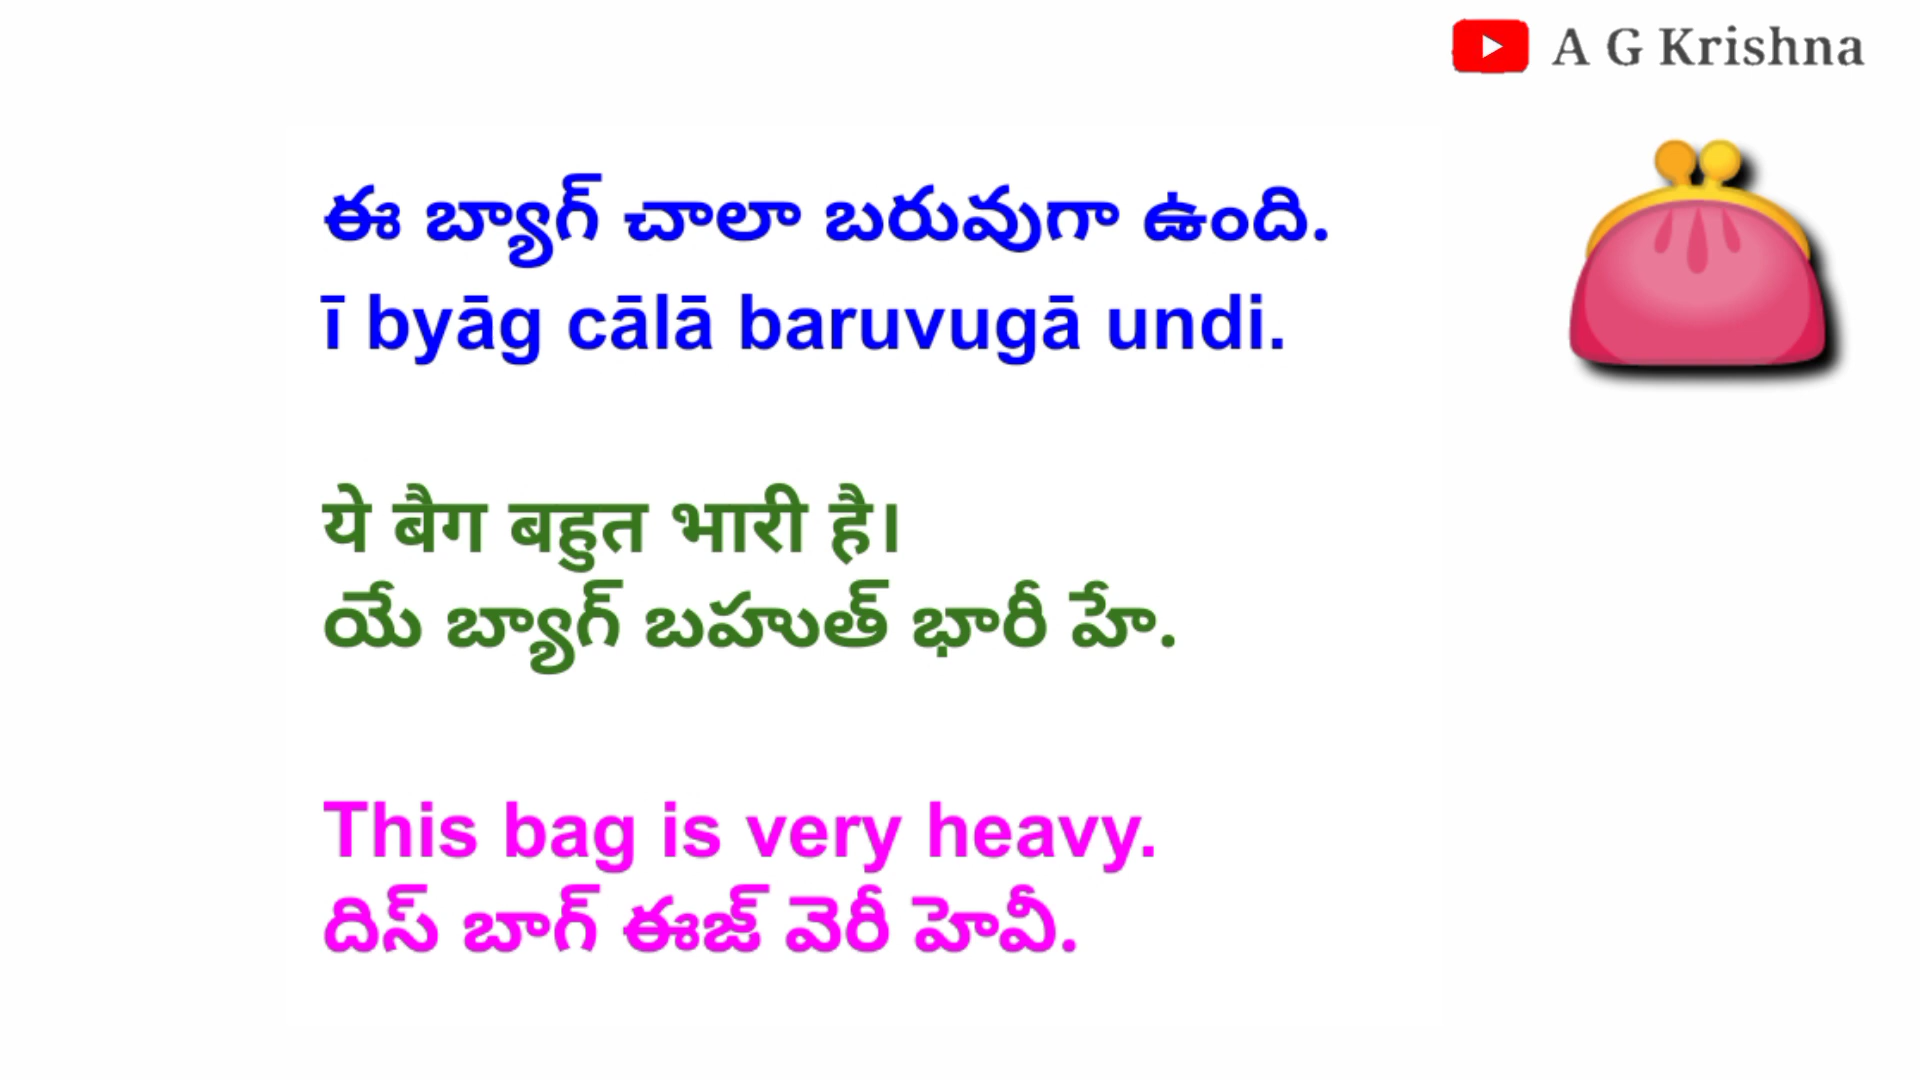 A G Krishna
ఈ బ్యాగ్ చాలా బరువుగా ఉంది.
ī byāg cālā baruvugā undi.
ये बैग बहुत भारी है।
యే బ్యాగ్ బహుత్ భారీ హే.
This bag is very heavy.
దిస్ బాగ్ ఈజ్ వెరీ హెవీ.